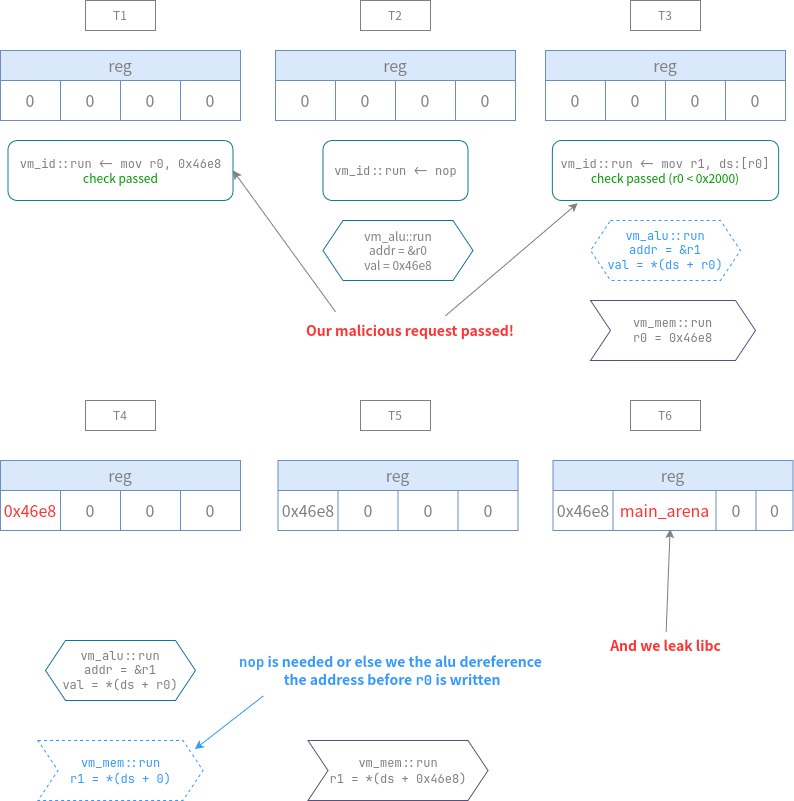 T1
T2
T3
reg
reg
reg
0 0 0 0
0 0 0 0
0 0 0 0
vm_id::run ← mov r0, 0x46e8
check passed
vm_id::run ← nop
vm_id::run ← mov r1, ds:[r0]
check passed (r0 < 0x2000)
vm_alu::run
addr = &r0
val = 0x46e8
vm_alu::run
addr = &r1
val = *(ds + r0)
Our malicious request passed!
vm_mem::run
r0 = 0x46e8
T4
T5
T6
reg
reg
reg
0x46e8 0 0 0
0x46e8 0 0 0
0x46e8 main_arena 0 0
vm_alu::run
addr = &r1
val = *(ds + r0)
nop is needed or else we the alu dereference
the address before r0 is written
And we leak libc
vm_mem::run
r1 = *(ds + 0)
vm_mem::run
r1 = *(ds + 0x46e8)